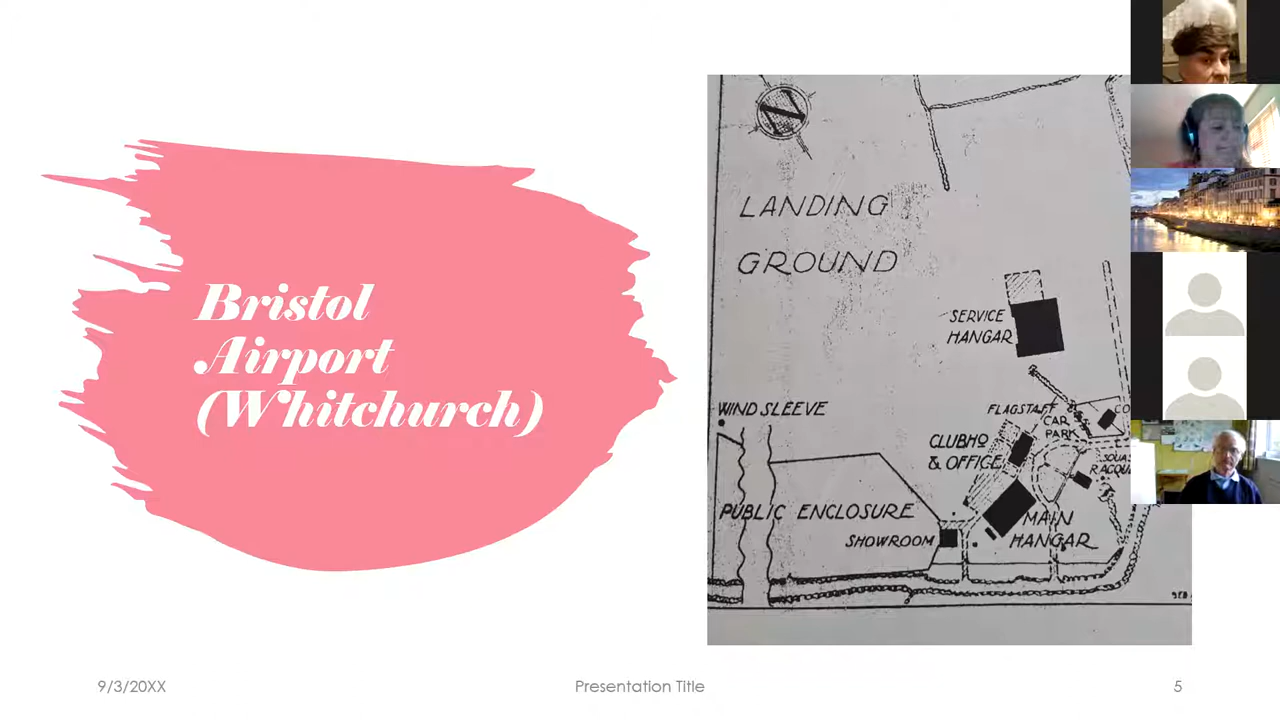 Bristol
Airport
(Whitchurch)
N
LANDING
GROUND
SERVICE
HANGAR
WIND SLEEVE
FLAGSTAFF
CAR
PARK
CLUBHO
& OFFICE
PUBLIC ENCLOSURE
SHOWROOM
MAIN
HANGAR
9/3/20XX
Presentation Title
5